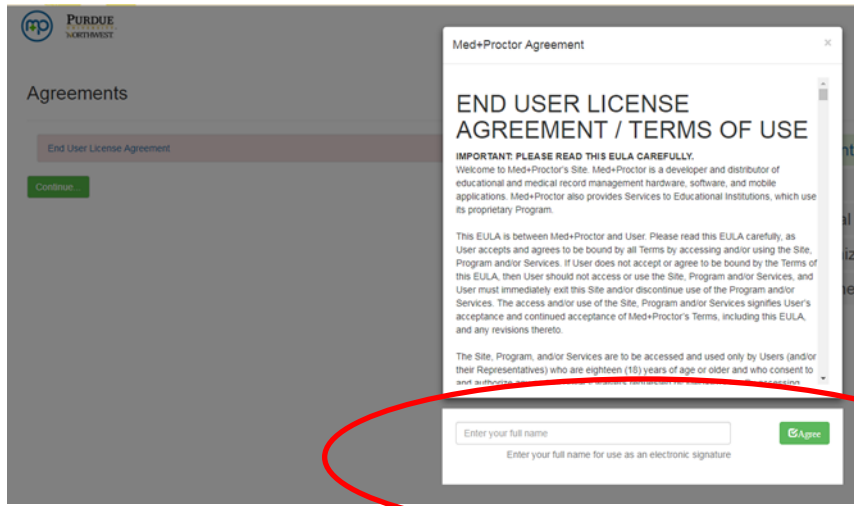 mp PURDUE
NORTHWEST
Med+Proctor Agreement ×
Agreements
End User License Agreement
Continue...
END USER LICENSE
AGREEMENT / TERMS OF USE
IMPORTANT: PLEASE READ THIS EULA CAREFULLY.
Welcome to Med+Proctor's Site. Med+Proctor is a developer and distributor of
educational and medical record management hardware, software, and mobile
applications. Med+Proctor also provides Services to Educational Institutions, which use
its proprietary Program.
This EULA is between Med+Proctor and User. Please read this EULA carefully, as
User accepts and agrees to be bound by all Terms by accessing and/or using the Site,
Program and/or Services. If User does not accept or agree to be bound by the Terms of
this EULA, then User should not access or use the Site, Program and/or Services, and
User must immediately exit this Site and/or discontinue use of the Program and/or
Services. The access and/or use of the Site, Program and/or Services signifies User's
acceptance and continued acceptance of Med+Proctor's Terms, including this EULA,
and any revisions thereto.
The Site, Program, and/or Services are to be accessed and used only by Users (and/or
their Representatives) who are eighteen (18) years of age or older and who consent to
Enter your full name
Agree
Enter your full name for use as an electronic signature